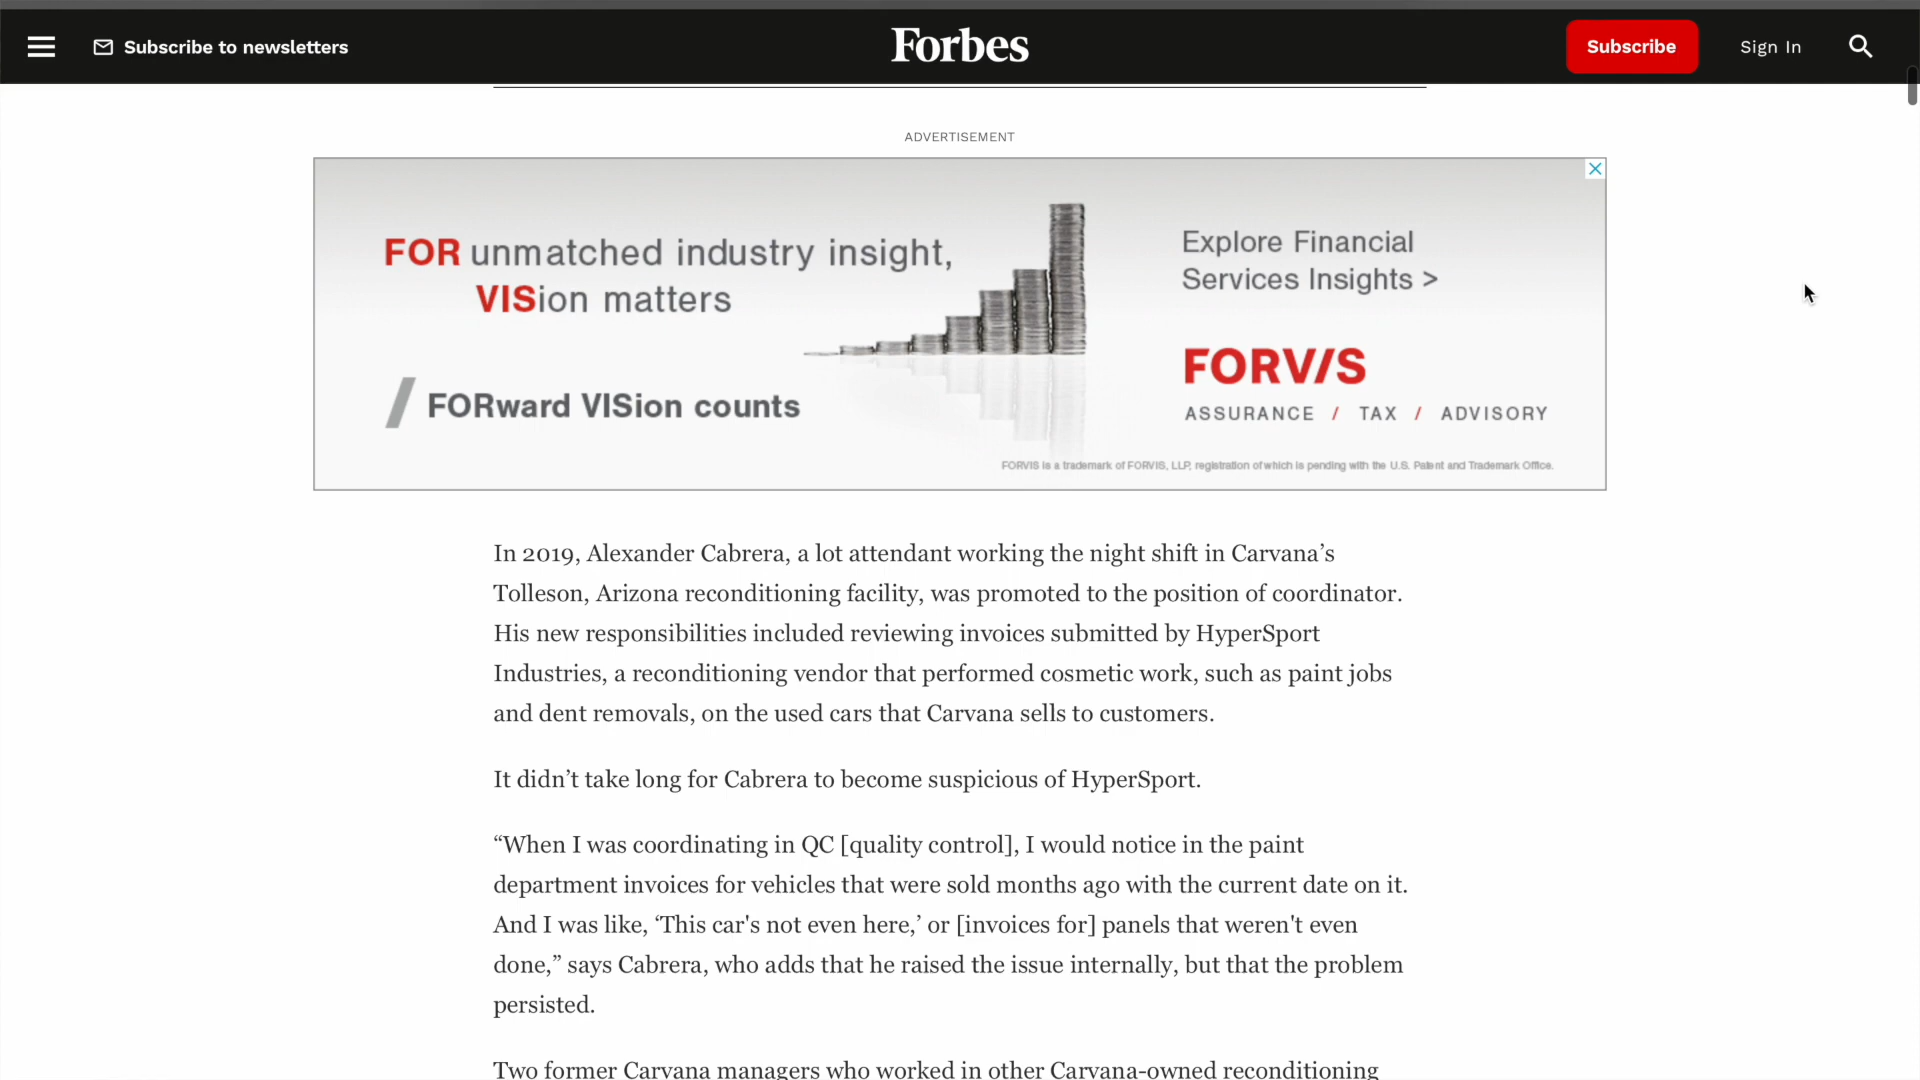 Subscribe to newsletters
Forbes
Subscribe
Sign In
ADVERTISEMENT
FOR unmatched industry insight,
VISion matters
FORward VISion counts
Explore Financial
Services Insights >
FORVIS
ASSURANCE / TAX / ADVISORY
FORVIS is a trademark of FORVIS, LLP, registration of which is pending with the U.S. Patent and Trademark Office.
In 2019, Alexander Cabrera, a lot attendant working the night shift in Carvana’s
Tolleson, Arizona reconditioning facility, was promoted to the position of coordinator.
His new responsibilities included reviewing invoices submitted by HyperSport
Industries, a reconditioning vendor that performed cosmetic work, such as paint jobs
and dent removals, on the used cars that Carvana sells to customers.
It didn’t take long for Cabrera to become suspicious of HyperSport.
“When I was coordinating in QC [quality control], I would notice in the paint
department invoices for vehicles that were sold months ago with the current date on it.
And I was like, ‘This car's not even here,’ or [invoices for] panels that weren't even
done,” says Cabrera, who adds that he raised the issue internally, but that the problem
persisted.
Two former Carvana managers who worked in other Carvana-owned reconditioning